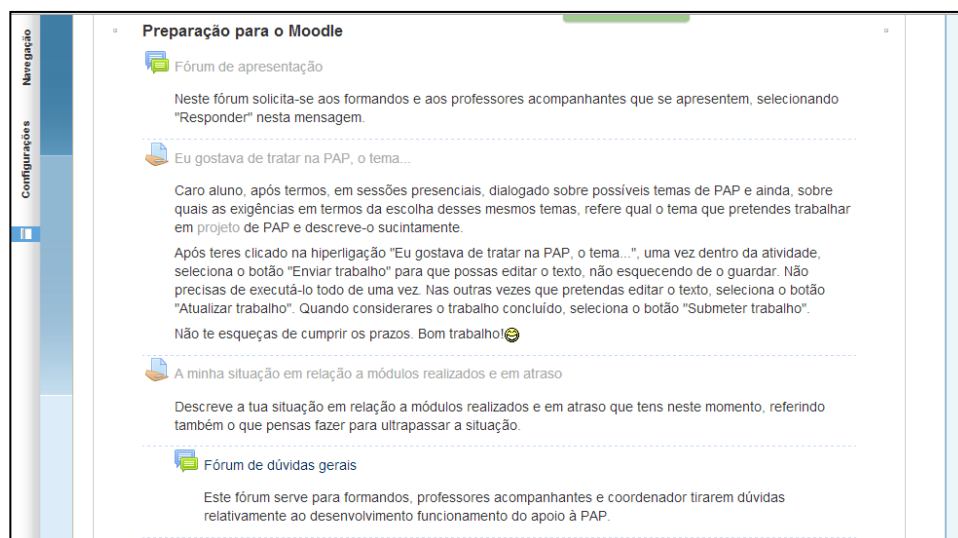 Navegação
Configurações
Preparação para o Moodle
Fórum de apresentação
Neste fórum solicita-se aos formandos e aos professores acompanhantes que se apresentem, selecionando
"Responder" nesta mensagem.
Eu gostava de tratar na PAP, o tema...
Caro aluno, após termos, em sessões presenciais, dialogado sobre possíveis temas de PAP e ainda, sobre
quais as exigências em termos da escolha desses mesmos temas, refere qual o tema que pretendes trabalhar
em projeto de PAP e descreve-o sucintamente.
Após teres clicado na hiperligação "Eu gostava de tratar na PAP, o tema...", uma vez dentro da atividade,
seleciona o botão "Enviar trabalho" para que possas editar o texto, não esquecendo de o guardar. Não
precisas de executá-lo todo de uma vez. Nas outras vezes que pretendas editar o texto, seleciona o botão
"Atualizar trabalho". Quando considerares o trabalho concluído, seleciona o botão "Submeter trabalho".
Não te esqueças de cumprir os prazos. Bom trabalho!
A minha situação em relação a módulos realizados e em atraso
Descreve a tua situação em relação a módulos realizados e em atraso que tens neste momento, referindo
também o que pensas fazer para ultrapassar a situação.
Fórum de dúvidas gerais
Este fórum serve para formandos, professores acompanhantes e coordenador tirarem dúvidas
relativamente ao desenvolvimento funcionamento do apoio à PAP.